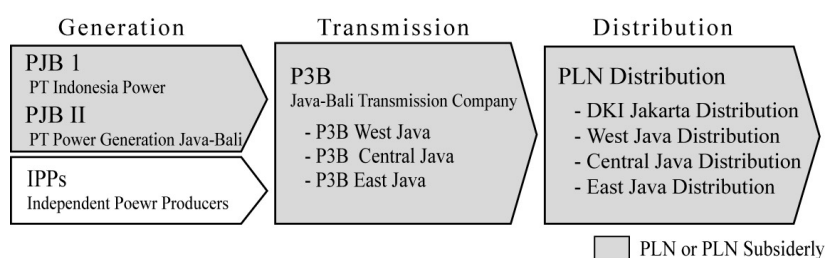 Generation
PJB 1
PT Indonesia Power
PJB II
PT Power Generation Java-Bali
IPPs
Independent Poewr Producers
Transmission
P3B
Java-Bali Transmission Company
- P3B West Java
- P3B Central Java
- P3B East Java
Distribution
PLN Distribution
- DKI Jakarta Distribution
- West Java Distribution
- Central Java Distribution
- East Java Distribution
PLN or PLN Subsiderly